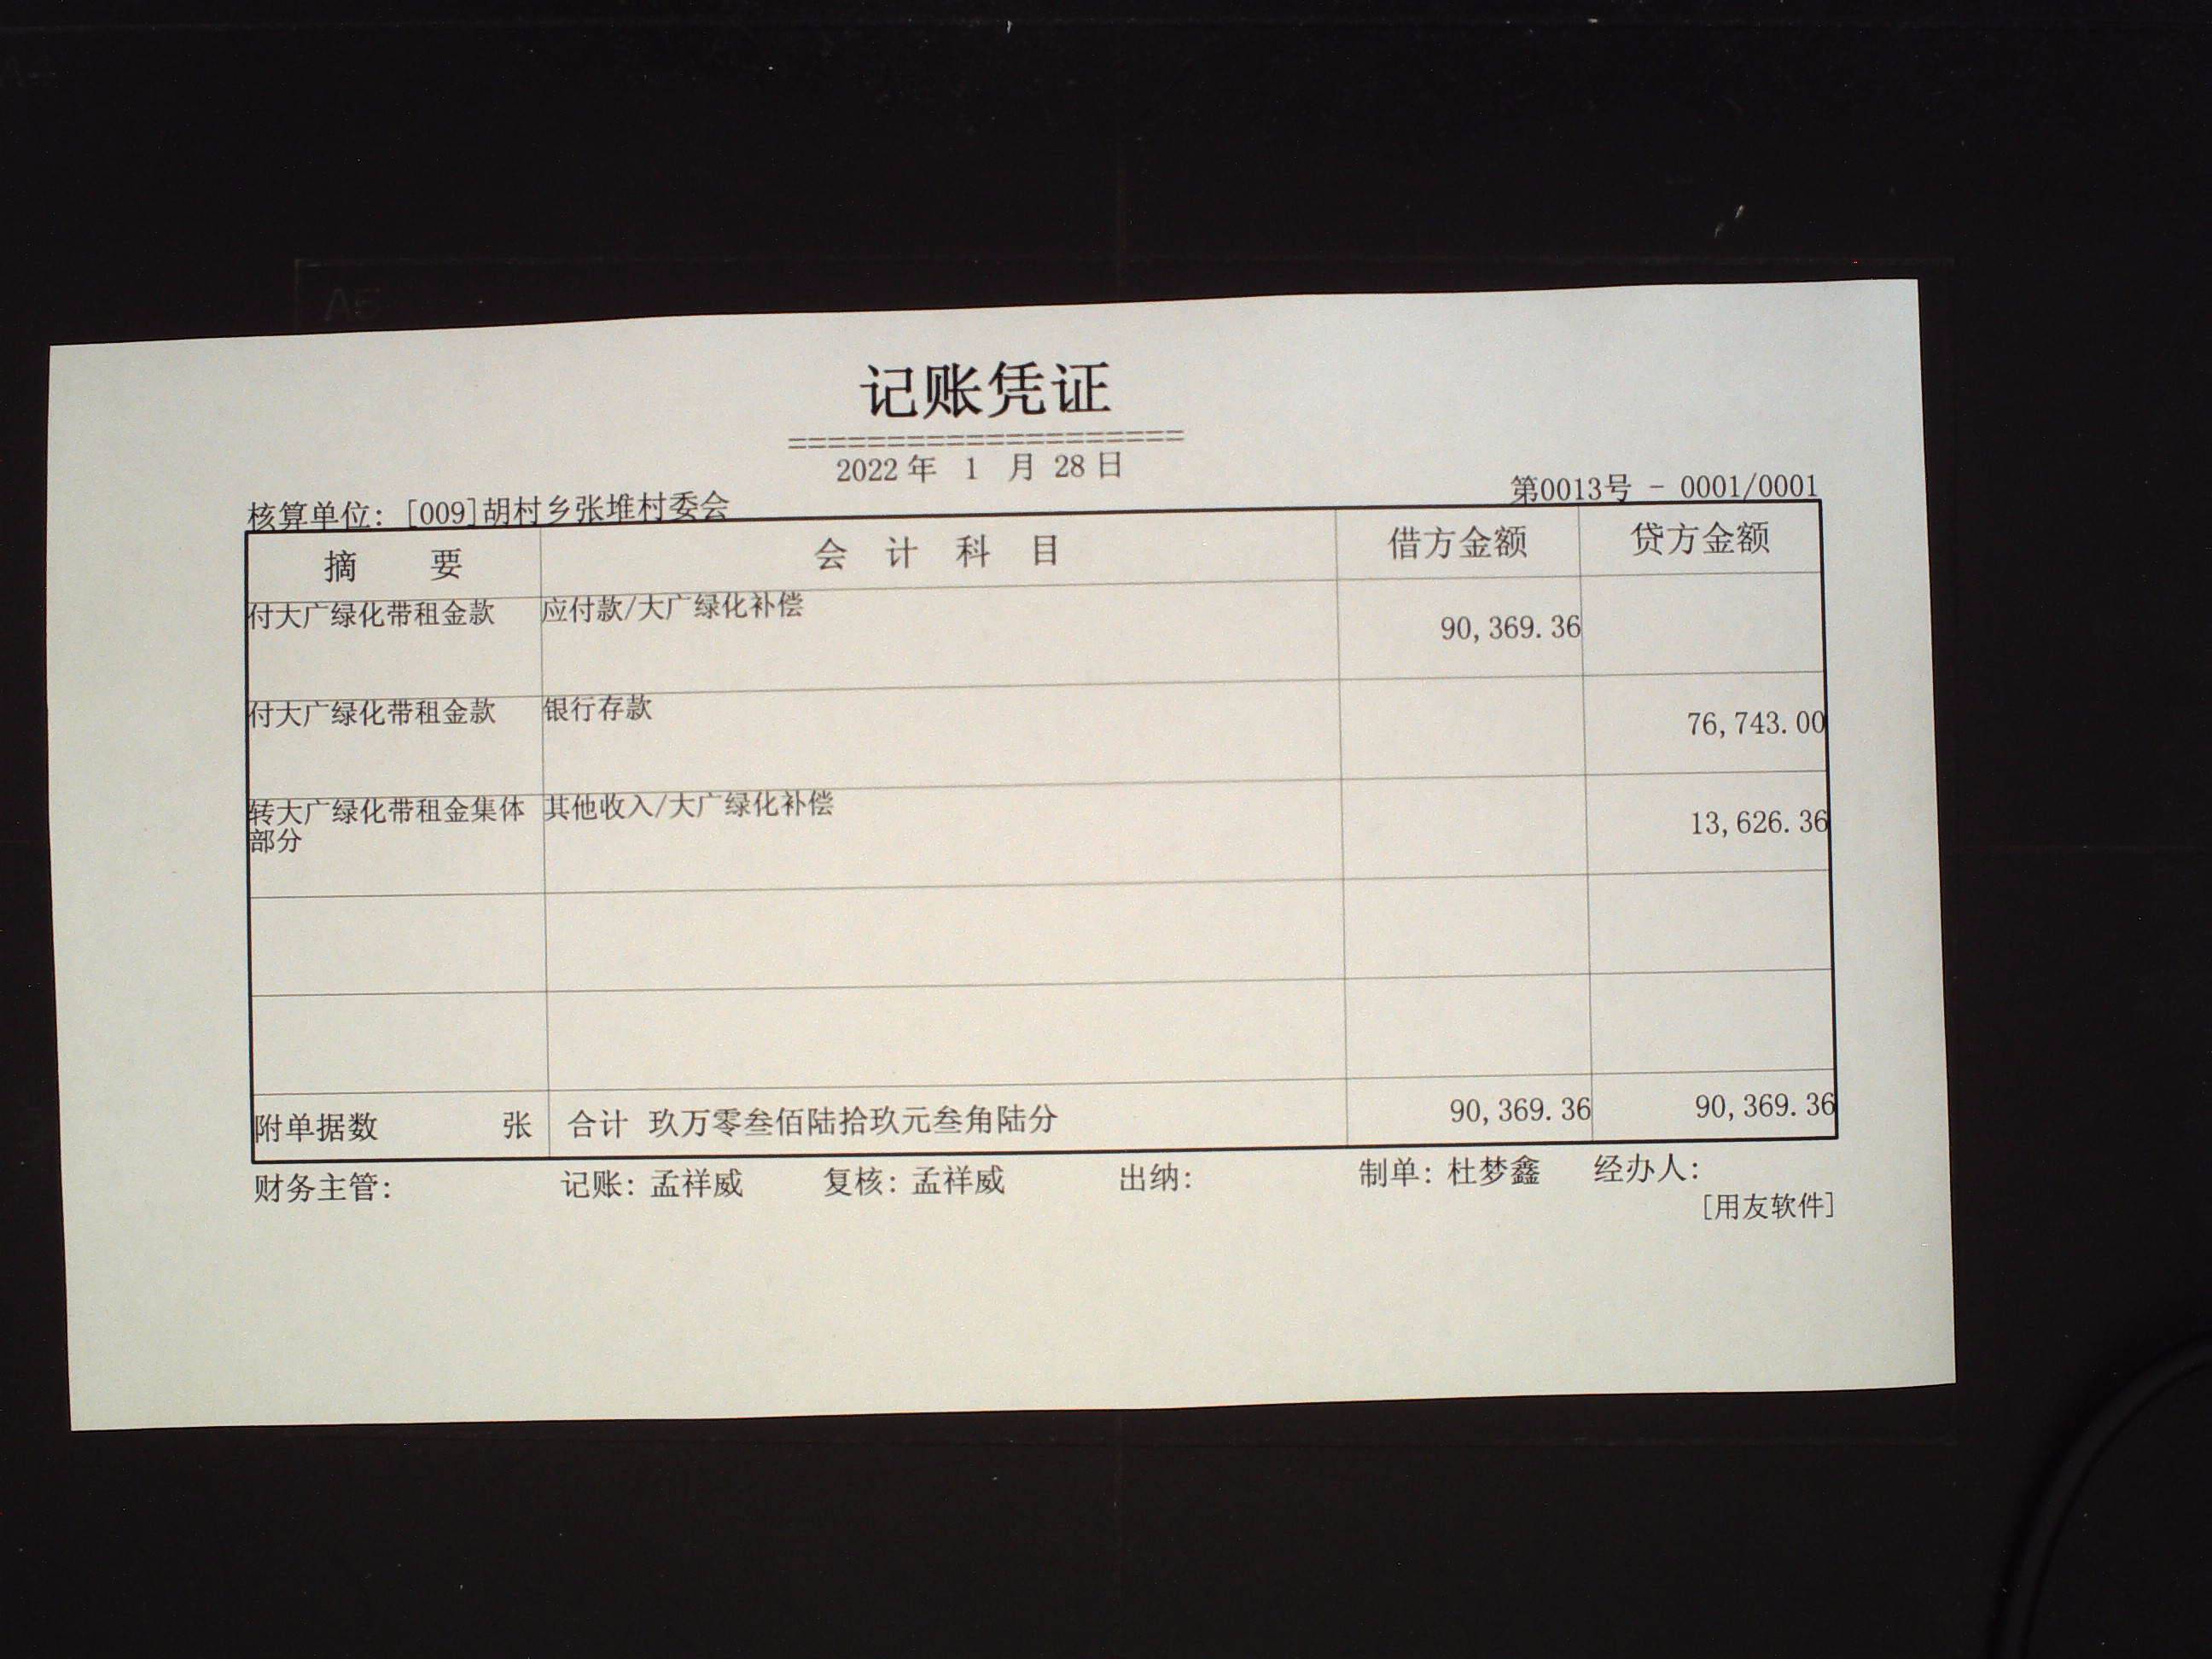 记账凭证
====================
2022 年 1 月 28 日
核算单位: [009]胡村乡张堆村委会 第0013号 - 0001/0001
摘 要 会 计 科 目 借方金额 贷方金额
付大广绿化带租金款 应付款/大广绿化补偿 90,369.36
付大广绿化带租金款 银行存款 76,743.00
转大广绿化带租金集体 其他收入/大广绿化补偿 13,626.36
部分
附单据数 张 合计 玖万零叁佰陆拾玖元叁角陆分 90,369.36 90,369.36
财务主管: 记账: 孟祥威 复核: 孟祥威 出纳: 制单: 杜梦鑫 经办人:
[用友软件]